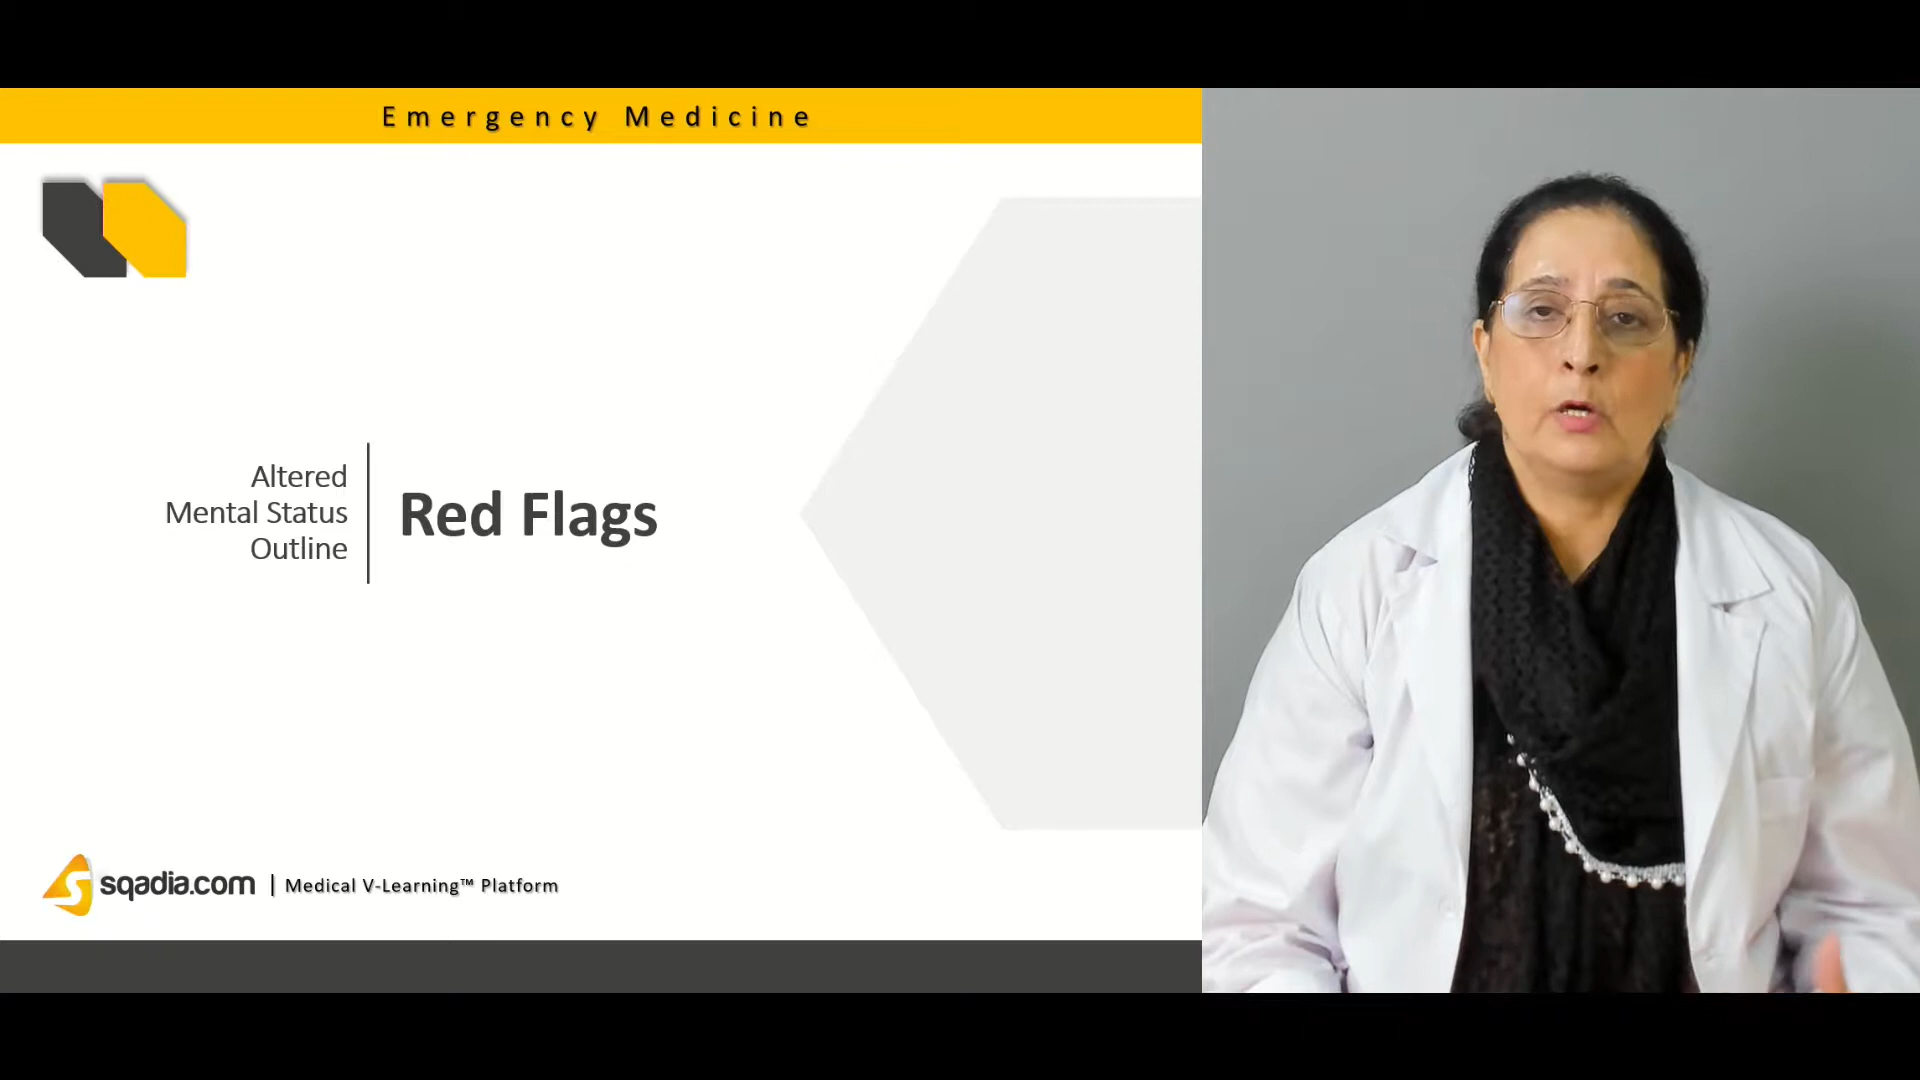 Emergency Medicine
Altered
Mental Status
Outline
Red Flags
sqadia.com | Medical V-Learning™ Platform